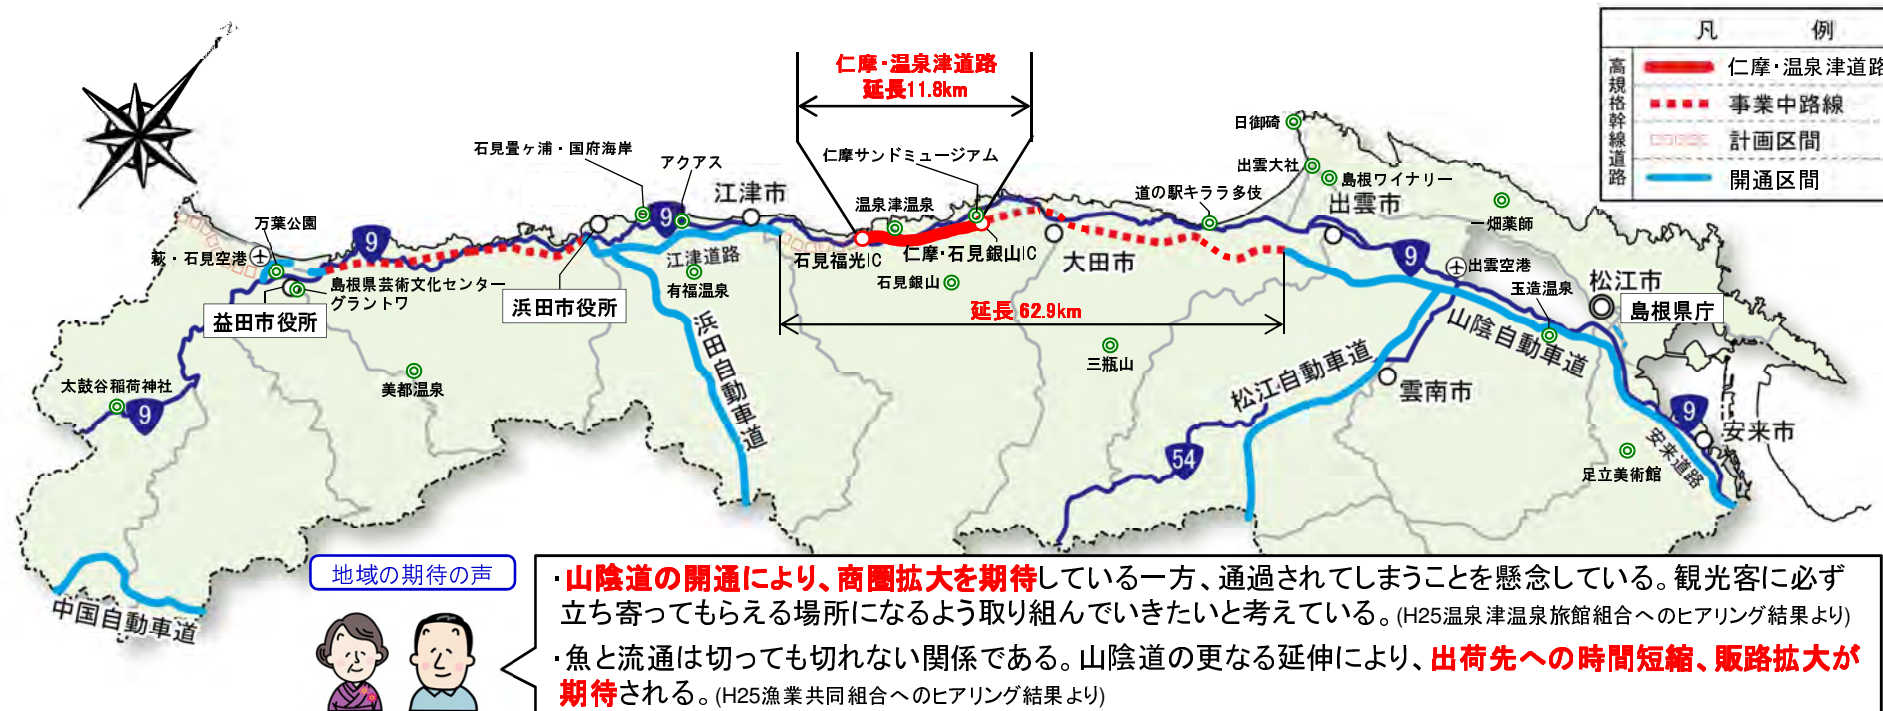 仁摩・温泉津道路
延長11.8km
凡 例
高規格幹線道路
仁摩・温泉津道路
事業中路線
計画区間
開通区間
日御碕
出雲大社
島根ワイナリー
出雲市
一畑薬師
道の駅キララ多伎
仁摩サンドミュージアム
石見畳ヶ浦・国府海岸
アクアス
江津市
温泉津温泉
9
9
万葉公園
萩・石見空港
島根県芸術文化センター
グラントワ
益田市役所
浜田市役所
江津道路
有福温泉
石見福光IC
仁摩・石見銀山IC
石見銀山
大田市
延長 62.9km
三瓶山
9
出雲空港
松江市
島根県庁
玉造温泉
山陰自動車道
松江自動車道
雲南市
浜田自動車道
美都温泉
太鼓谷稲荷神社
9
54
9
安来市
安来道路
足立美術館
中国自動車道
地域の期待の声
・山陰道の開通により、商圏拡大を期待している一方、通過されてしまうことを懸念している。観光客に必ず
立ち寄ってもらえる場所になるよう取り組んでいきたいと考えている。(H25温泉津温泉旅館組合へのヒアリング結果より)
・魚と流通は切っても切れない関係である。山陰道の更なる延伸により、出荷先への時間短縮、販路拡大が
期待される。(H25漁業共同組合へのヒアリング結果より)